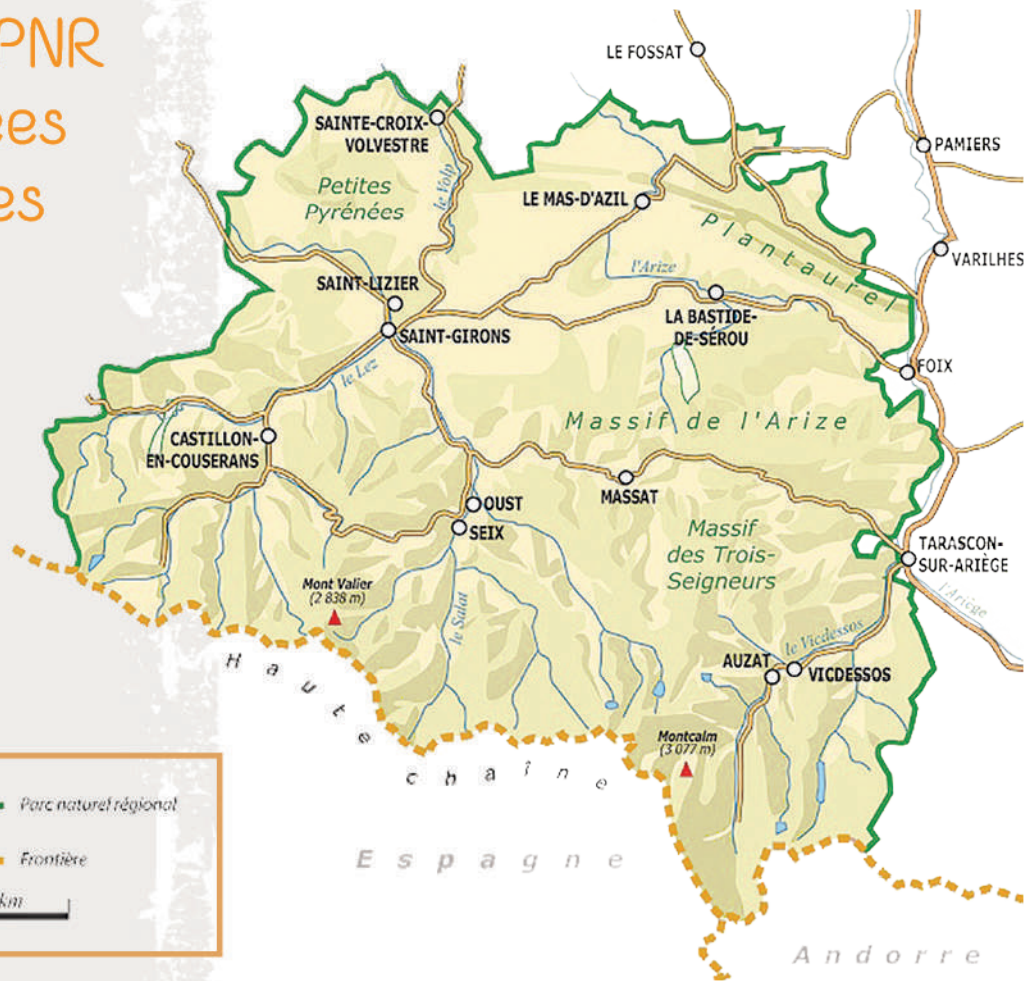 PNR
LE FOSSAT
SAINTE-CROIX-
VOLVESTRE
PAMIERS
Petites
Pyrénées
le Volp
LE MAS-D'AZIL
Plantaurel
VARILHES
l'Arize
SAINT-LIZIER
LA BASTIDE-
DE-SÉROU
SAINT-GIRONS
FOIX
le Lez
Massif de l'Arize
CASTILLON-
EN-COUSERANS
MASSAT
OUST
SEIX
Massif
des Trois-
Seigneurs
TARASCON-
SUR-ARIÈGE
Mont Valier
(2 838 m)
l'Ariège
le Salat
le Vicdessos
AUZAT
VICDESSOS
Haute
chaîne
Montcalm
(3 077 m)
Parc naturel régional
Espagne
Frontière
km
Andorre